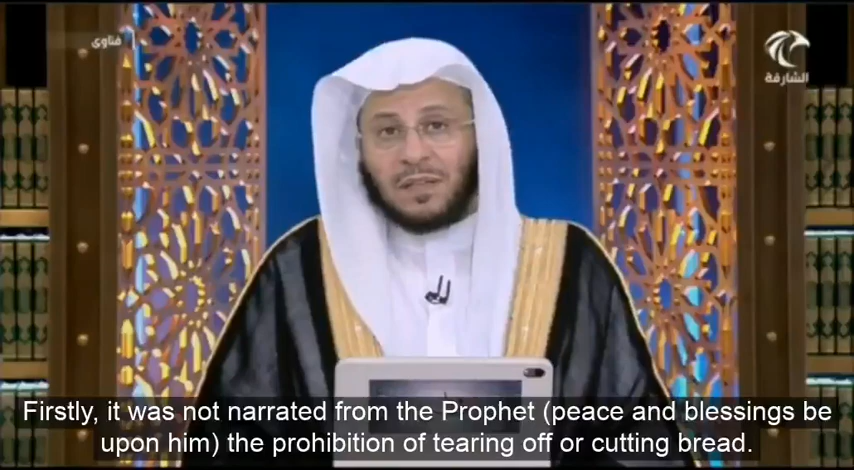 فتاوى
الشارقة
Firstly, it was not narrated from the Prophet (peace and blessings be
upon him) the prohibition of tearing off or cutting bread.